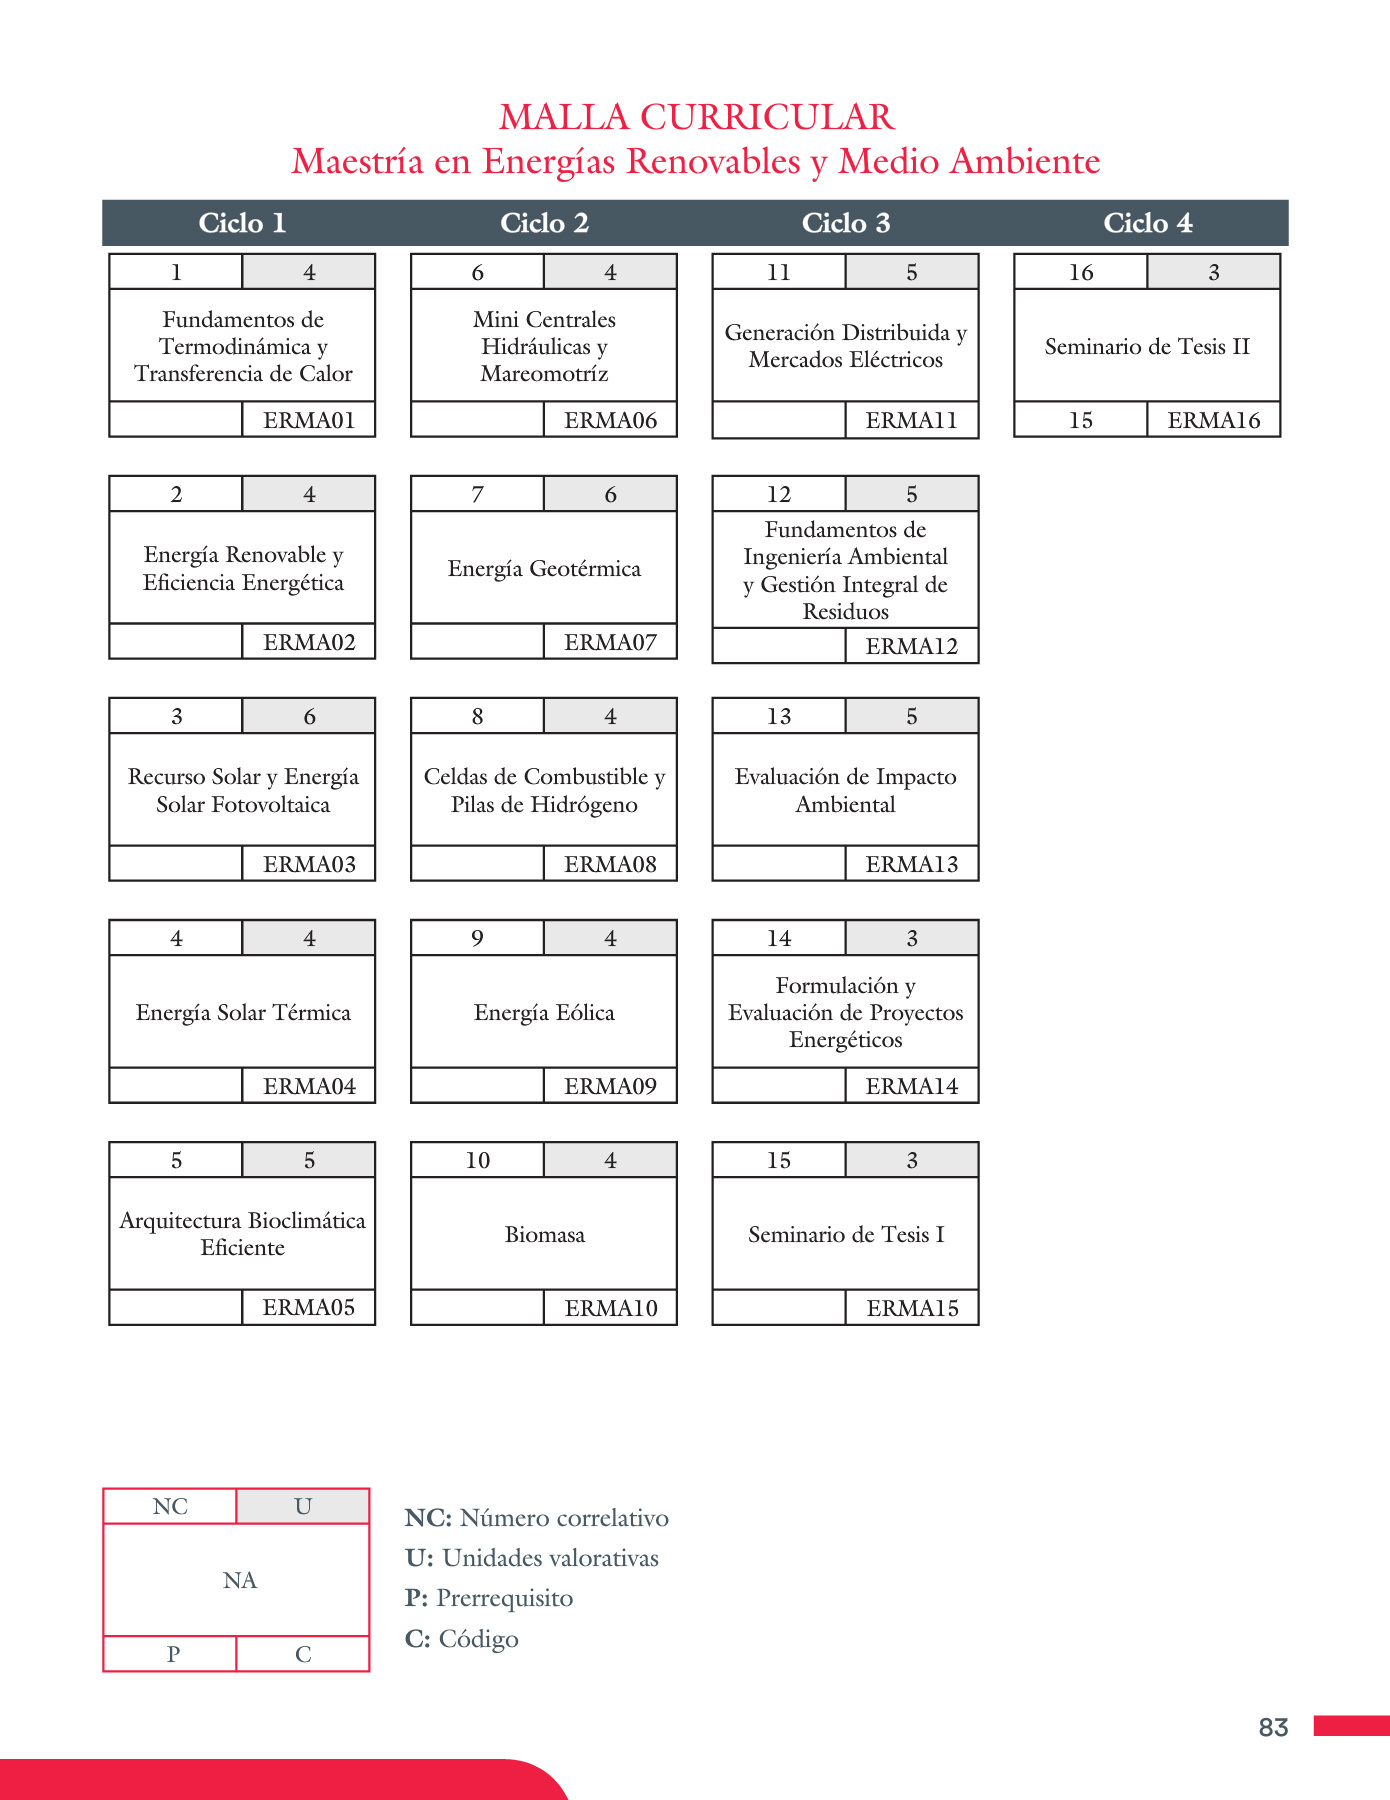 MALLA CURRICULAR
Maestría en Energías Renovables y Medio Ambiente
Ciclo 1
Ciclo 2
Ciclo 3
Ciclo 4
1 4
Fundamentos de
Termodinámica y
Transferencia de Calor
ERMA01
6 4
Mini Centrales
Hidráulicas y
Mareomotríz
ERMA06
11 5
Generación Distribuida y
Mercados Eléctricos
ERMA11
16 3
Seminario de Tesis II
15 ERMA16
2 4
Energía Renovable y
Eficiencia Energética
ERMA02
7 6
Energía Geotérmica
ERMA07
12 5
Fundamentos de
Ingeniería Ambiental
y Gestión Integral de
Residuos
ERMA12
3 6
Recurso Solar y Energía
Solar Fotovoltaica
ERMA03
8 4
Celdas de Combustible y
Pilas de Hidrógeno
ERMA08
13 5
Evaluación de Impacto
Ambiental
ERMA13
4 4
Energía Solar Térmica
ERMA04
9 4
Energía Eólica
ERMA09
14 3
Formulación y
Evaluación de Proyectos
Energéticos
ERMA14
5 5
Arquitectura Bioclimática
Eficiente
ERMA05
10 4
Biomasa
ERMA10
15 3
Seminario de Tesis I
ERMA15
NC U
NA
P C
NC: Número correlativo
U: Unidades valorativas
P: Prerrequisito
C: Código
83